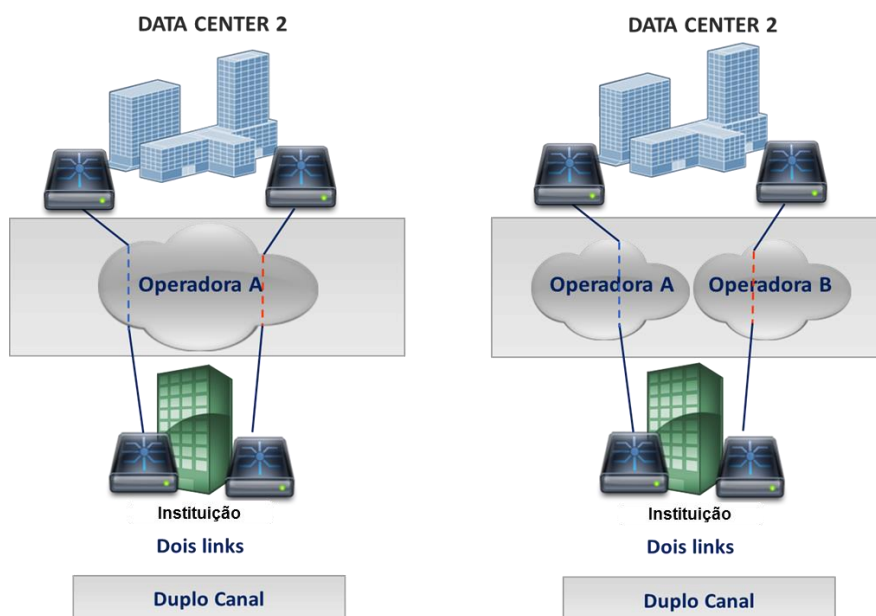 DATA CENTER 2
Operadora A
Instituição
Dois links
Duplo Canal
DATA CENTER 2
Operadora A
Operadora B
Instituição
Dois links
Duplo Canal